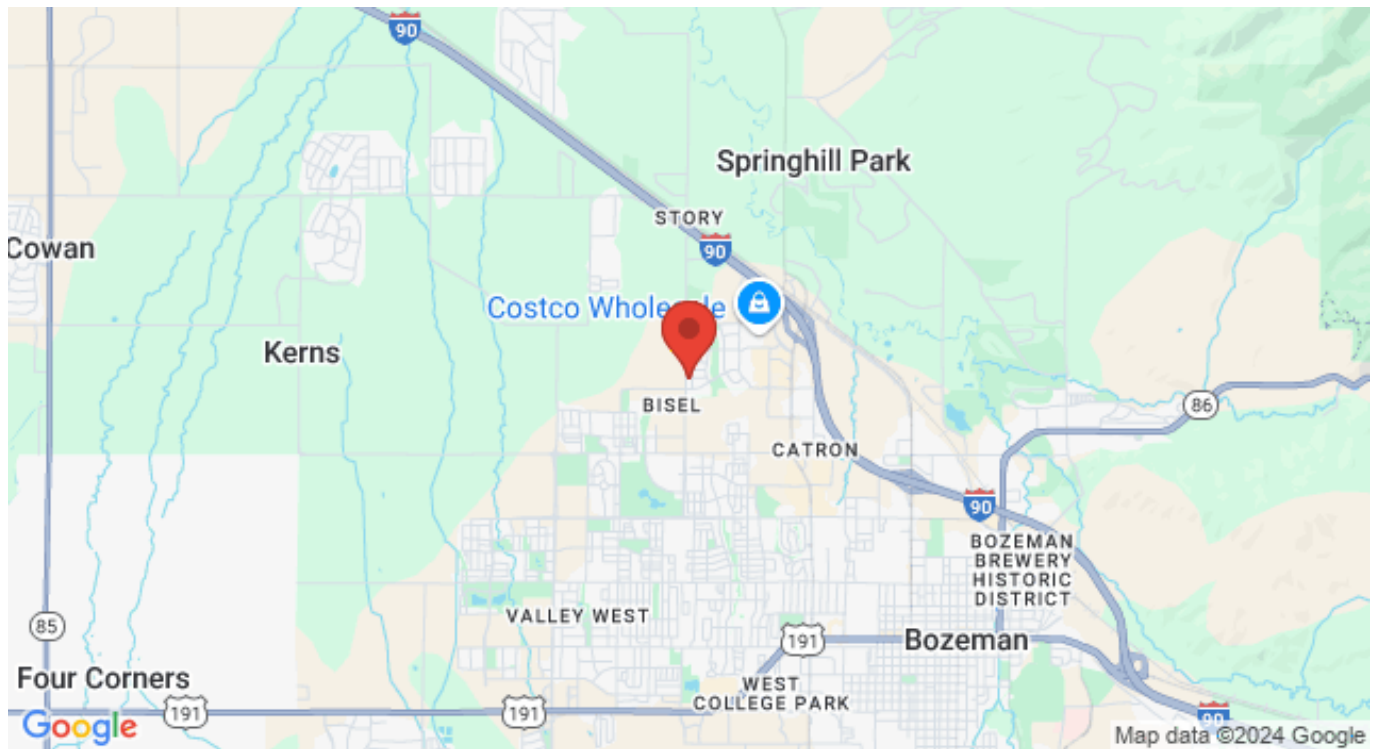 90
Springhill Park
STORY
Cowan
90
Costco Wholesale
Kerns
BISEL
86
CATRON
90
BOZEMAN
BREWERY
HISTORIC
DISTRICT
VALLEY WEST
85
191
Bozeman
Four Corners
WEST
COLLEGE PARK
191
191
90
Google
Map data ©2024 Google